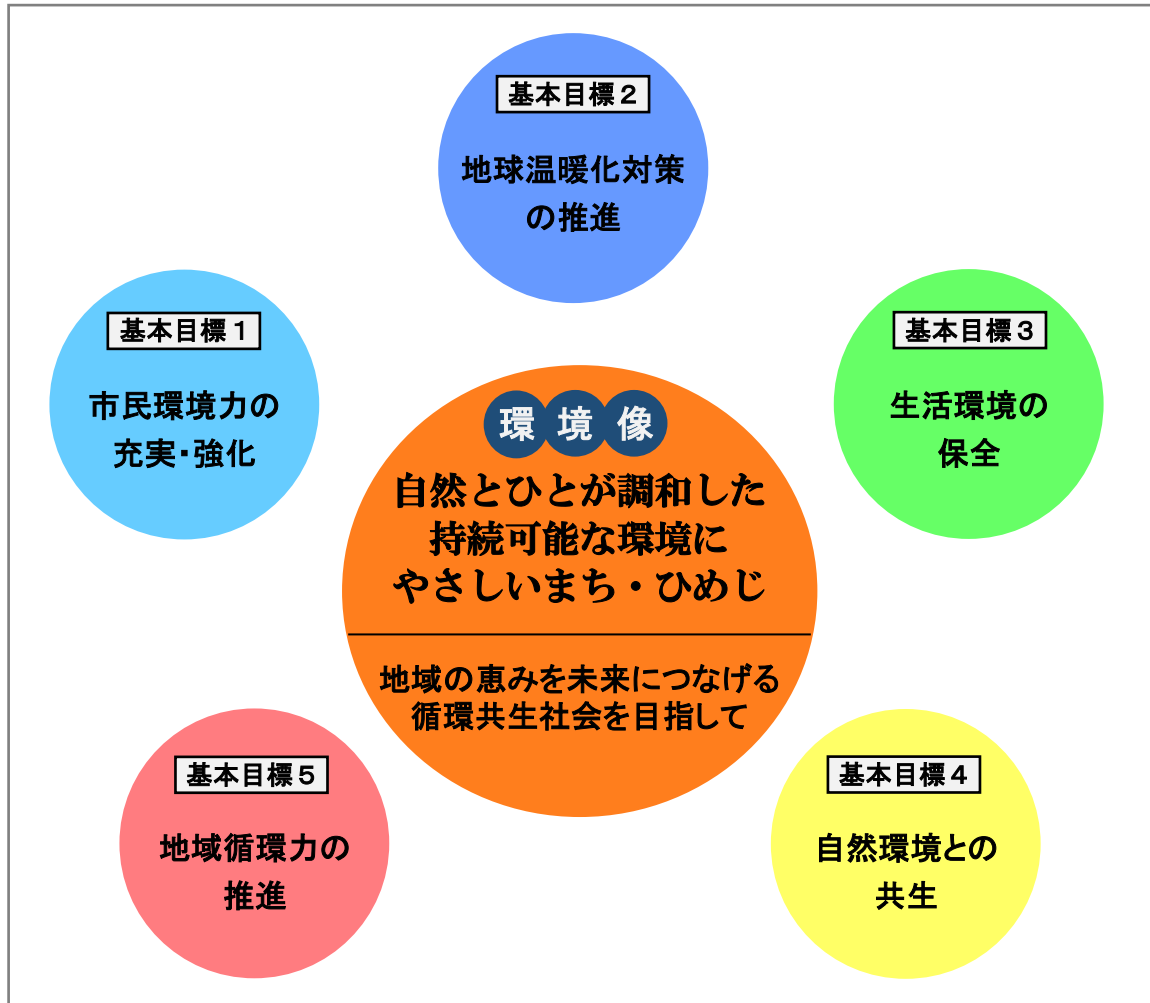 基本目標２
地球温暖化対策
の推進
基本目標１
市民環境力の
充実・強化
基本目標３
生活環境の
保全
環境像
自然とひとが調和した
持続可能な環境に
やさしいまち・ひめじ
地域の恵みを未来につなげる
循環共生社会を目指して
基本目標５
地域循環力の
推進
基本目標４
自然環境との
共生